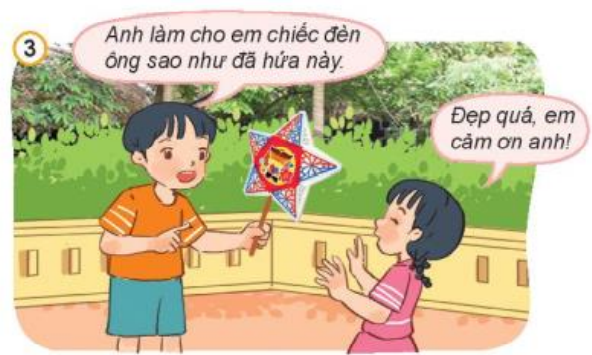 3
Anh làm cho em chiếc đèn
ông sao như đã hứa này.
Đẹp quá, em
cảm ơn anh!